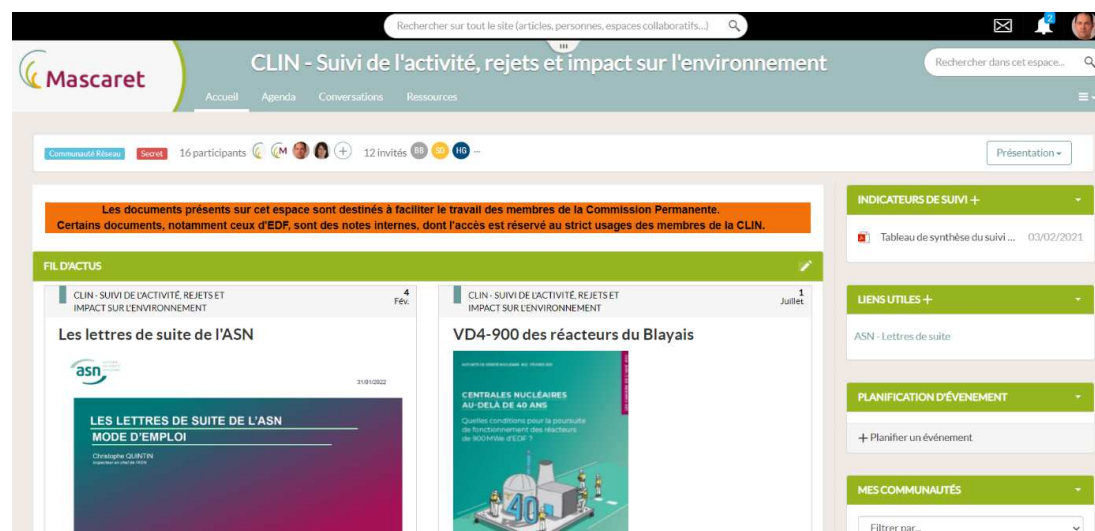 Rechercher sur tout le site (articles, personnes, espaces collaboratifs...)
2
Mascaret
CLIN - Suivi de l'activité, rejets et impact sur l'environnement
Rechercher dans cet espace...
Accueil Agenda Conversations Ressources
Communauté Réseau Secret 16 participants M + 12 invités BB SG HG ...
Présentation
Les documents présents sur cet espace sont destinés à faciliter le travail des membres de la Commission Permanente.
Certains documents, notamment ceux d'EDF, sont des notes internes, dont l'accès est réservé au strict usages des membres de la CLIN.
FIL D'ACTUS
CLIN - SUIVI DE L'ACTIVITÉ, REJETS ET
IMPACT SUR L'ENVIRONNEMENT
4
Fév.
Les lettres de suite de l'ASN
asn
31/01/2022
LES LETTRES DE SUITE DE L'ASN
MODE D'EMPLOI
Christophe QUINTIN
CLIN - SUIVI DE L'ACTIVITÉ, REJETS ET
IMPACT SUR L'ENVIRONNEMENT
1
Juillet
VD4-900 des réacteurs du Blayais
CENTRALES NUCLÉAIRES
AU-DELÀ DE 40 ANS
Quelles conditions pour la poursuite
de fonctionnement des réacteurs
de 900 MWe d'EDF ?
40
INDICATEURS DE SUIVI +
Tableau de synthèse du suivi ... 03/02/2021
LIENS UTILES +
ASN - Lettres de suite
PLANIFICATION D'ÉVENEMENT
+ Planifier un événement
MES COMMUNAUTÉS
Filtrer par...